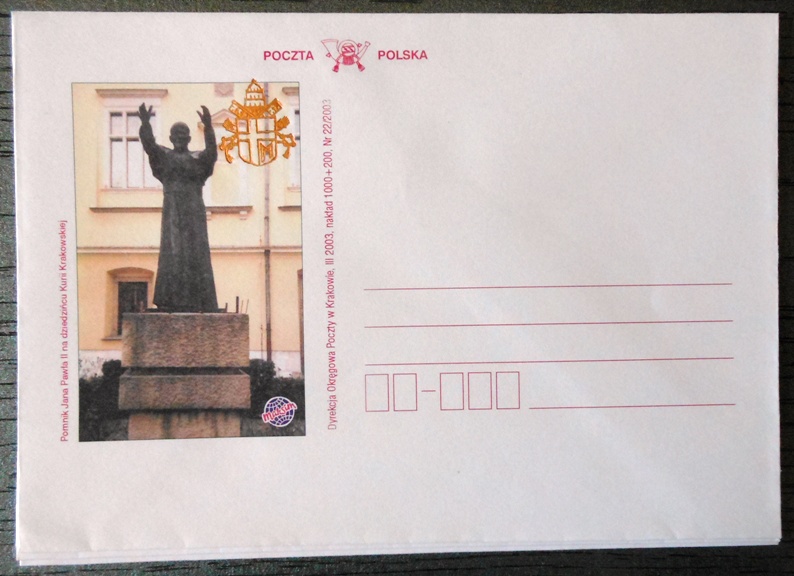 POCZTA POLSKA
Pomnik Jana Pawła II na dziedzińcu Kurii Krakowskiej
Dyrekcja Okręgowa Poczty w Krakowie, III 2003, nakład 1000+200, Nr 22/2003